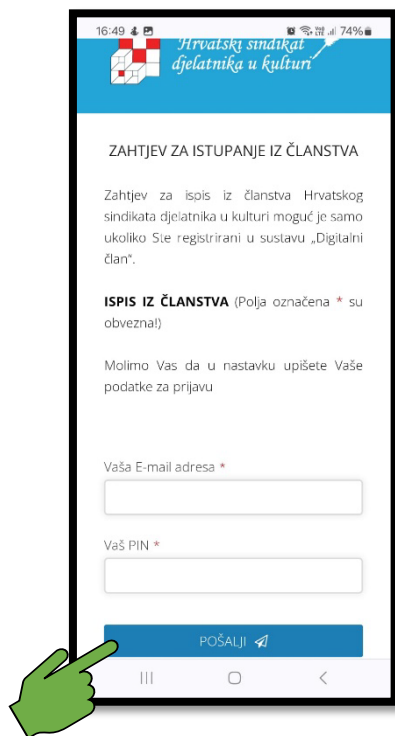 16:49 74%
Hrvatski sindikat
djelatnika u kulturi
ZAHTJEV ZA ISTUPANJE IZ ČLANSTVA
Zahtjev za ispis iz članstva Hrvatskog
sindikata djelatnika u kulturi moguć je samo
ukoliko Ste registrirani u sustavu „Digitalni
član".
ISPIS IZ ČLANSTVA (Polja označena * su
obvezna!)
Molimo Vas da u nastavku upišete Vaše
podatke za prijavu
Vaša E-mail adresa *
Vaš PIN *
POŠALJI